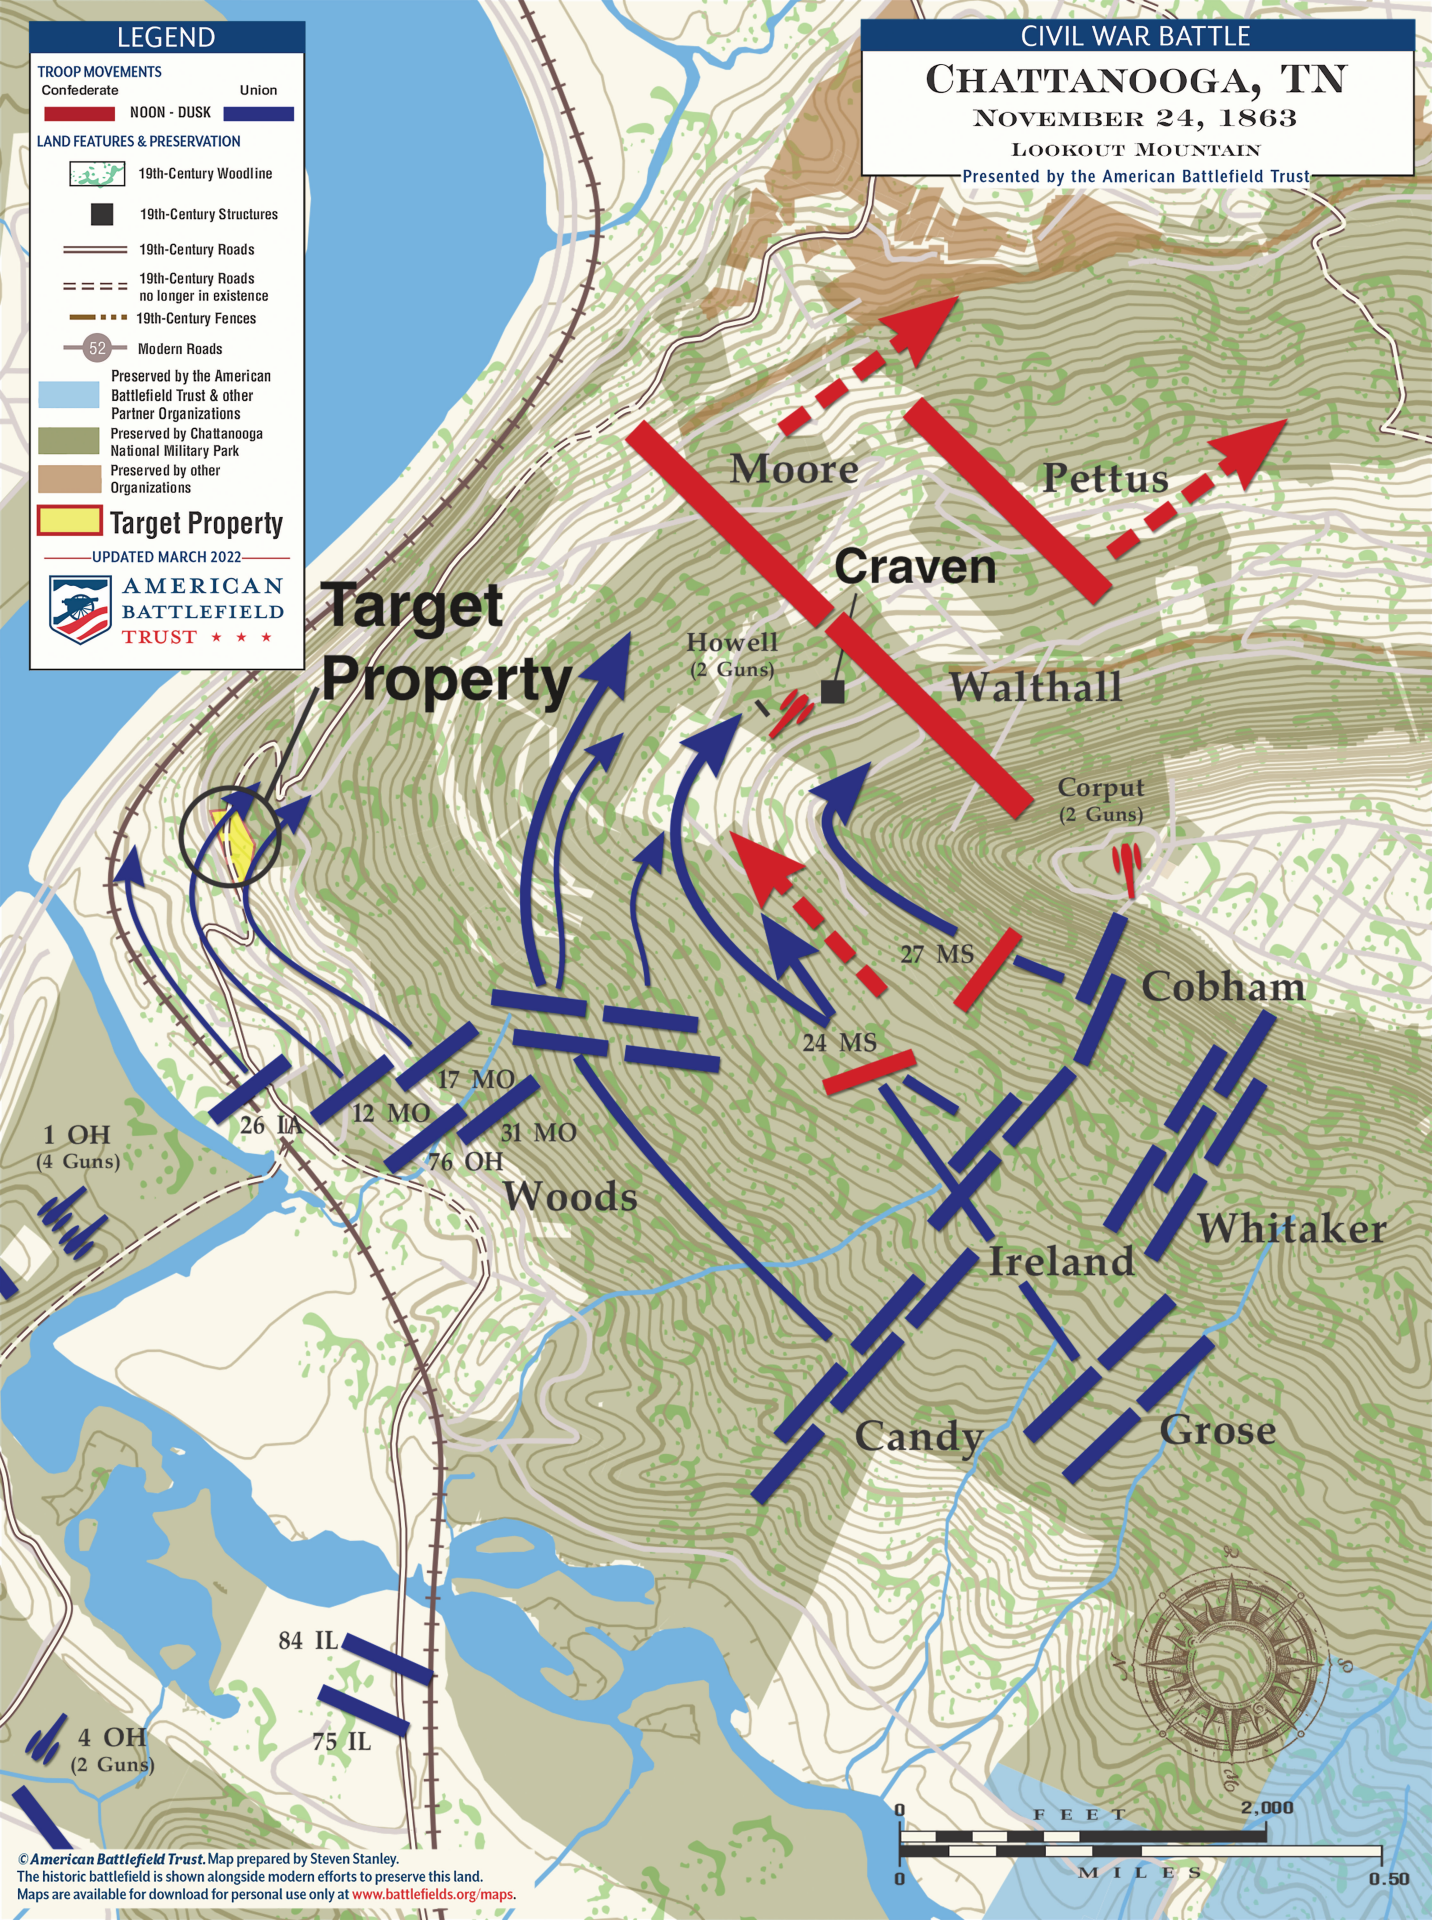 LEGEND
TROOP MOVEMENTS
Confederate
Union
NOON - DUSK
LAND FEATURES & PRESERVATION
19th-Century Woodline
19th-Century Structures
19th-Century Roads
19th-Century Roads
no longer in existence
19th-Century Fences
52
Modern Roads
Preserved by the American
Battlefield Trust & other
Partner Organizations
Preserved by Chattanooga
National Military Park
Preserved by other
Organizations
Target Property
UPDATED MARCH 2022
AMERICAN
BATTLEFIELD
TRUST ★ ★ ★
CIVIL WAR BATTLE
CHATTANOOGA, TN
NOVEMBER 24, 1863
LOOKOUT MOUNTAIN
Presented by the American Battlefield Trust
Moore
Pettus
Craven
Target
Property
Howell
(2 Guns)
Walthall
Corput
(2 Guns)
27 MS
Cobham
24 MS
17 MO
12 MO
26 IA
31 MO
76 OH
1 OH
(4 Guns)
Woods
Whitaker
Ireland
Candy
Grose
84 IL
75 IL
4 OH
(2 Guns)
N
E
S
W
0
FEET
2,000
MILES
0
0.50
© American Battlefield Trust. Map prepared by Steven Stanley.
The historic battlefield is shown alongside modern efforts to preserve this land.
Maps are available for download for personal use only at www.battlefields.org/maps.